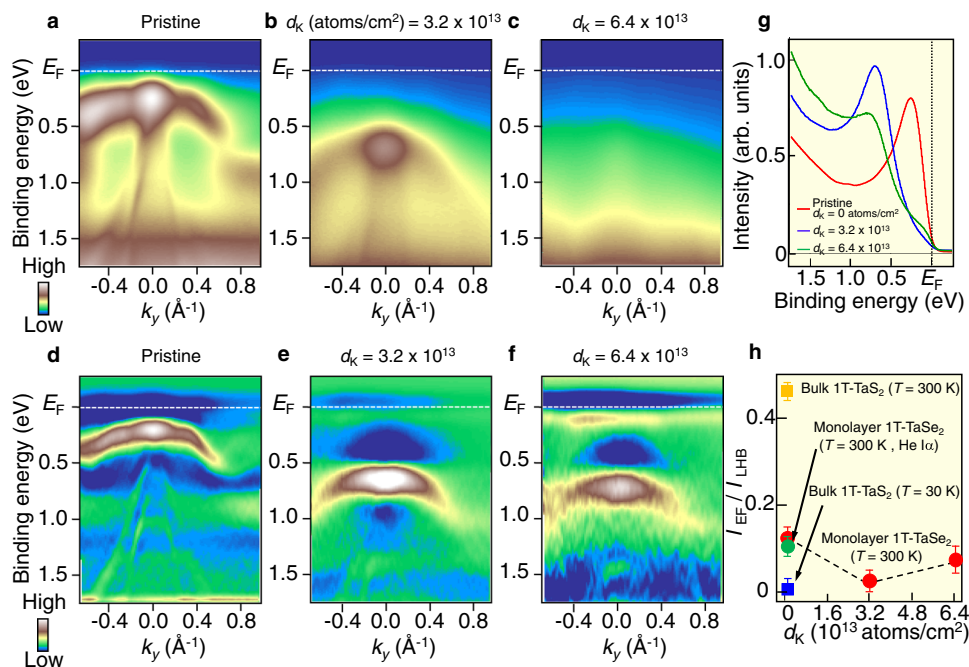 a Pristine
b d_K (atoms/cm²) = 3.2 x 10¹³
c d_K = 6.4 x 10¹³
g
Binding energy (eV)
E_F
0.5
1.0
1.5
High
Low
-0.4 0.0 0.4 0.8
k_y (Å⁻¹)
E_F
0.5
1.0
1.5
-0.4 0.0 0.4 0.8
k_y (Å⁻¹)
E_F
0.5
1.0
1.5
-0.4 0.0 0.4 0.8
k_y (Å⁻¹)
Intensity (arb. units)
1.0
0.5
0
Pristine
d_K = 0 atoms/cm²
d_K = 3.2 x 10¹³
d_K = 6.4 x 10¹³
1.5 1.0 0.5 E_F
Binding energy (eV)
d Pristine
e d_K = 3.2 x 10¹³
f d_K = 6.4 x 10¹³
h
Binding energy (eV)
E_F
0.5
1.0
1.5
High
Low
-0.4 0.0 0.4 0.8
k_y (Å⁻¹)
E_F
0.5
1.0
1.5
-0.4 0.0 0.4 0.8
k_y (Å⁻¹)
E_F
0.5
1.0
1.5
-0.4 0.0 0.4 0.8
k_y (Å⁻¹)
I_EF / I_LHB
0.4
0.2
0
Bulk 1T-TaS₂ (T = 300 K)
Monolayer 1T-TaSe₂
(T = 300 K , He Iα)
Bulk 1T-TaS₂ (T = 30 K)
Monolayer 1T-TaSe₂
(T = 300 K)
0 1.6 3.2 4.8 6.4
d_K (10¹³ atoms/cm²)